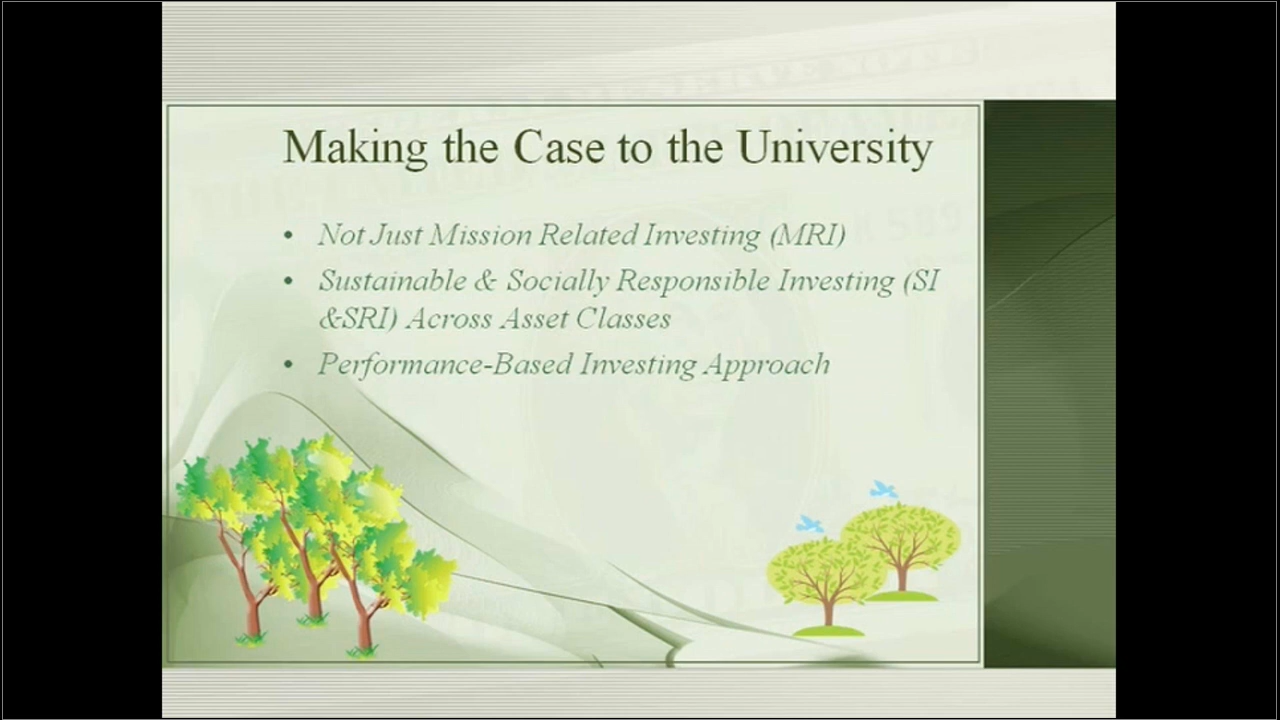 Making the Case to the University
• Not Just Mission Related Investing (MRI)
• Sustainable & Socially Responsible Investing (SI
&SRI) Across Asset Classes
• Performance-Based Investing Approach